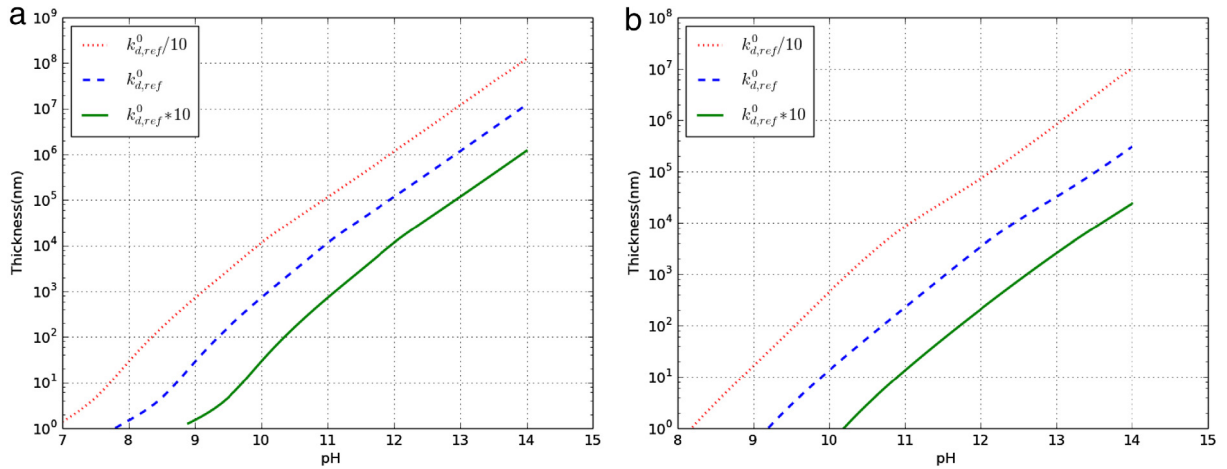 a
10^9
10^8
10^7
10^6
10^5
10^4
10^3
10^2
10^1
10^0
Thickness(nm)
k^0_{d,ref}/10
k^0_{d,ref}
k^0_{d,ref}*10
7 8 9 10 11 12 13 14 15
pH
b
10^8
10^7
10^6
10^5
10^4
10^3
10^2
10^1
10^0
Thickness(nm)
k^0_{d,ref}/10
k^0_{d,ref}
k^0_{d,ref}*10
8 9 10 11 12 13 14 15
pH